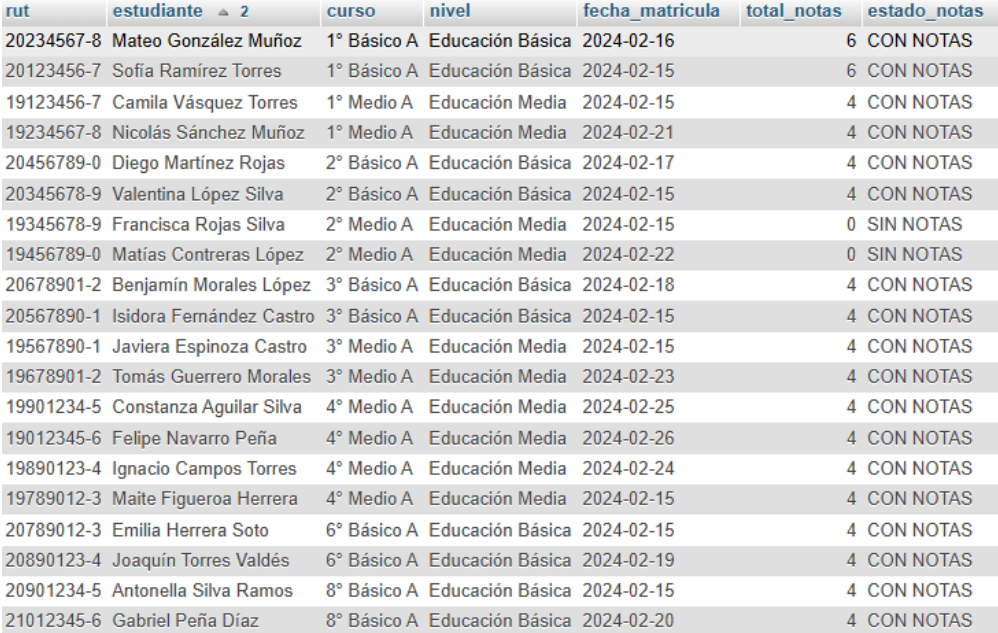 rut estudiante 2 curso nivel fecha_matricula total_notas estado_notas
20234567-8 Mateo González Muñoz 1° Básico A Educación Básica 2024-02-16 6 CON NOTAS
20123456-7 Sofía Ramírez Torres 1° Básico A Educación Básica 2024-02-15 6 CON NOTAS
19123456-7 Camila Vásquez Torres 1° Medio A Educación Media 2024-02-15 4 CON NOTAS
19234567-8 Nicolás Sánchez Muñoz 1° Medio A Educación Media 2024-02-21 4 CON NOTAS
20456789-0 Diego Martínez Rojas 2° Básico A Educación Básica 2024-02-17 4 CON NOTAS
20345678-9 Valentina López Silva 2° Básico A Educación Básica 2024-02-15 4 CON NOTAS
19345678-9 Francisca Rojas Silva 2° Medio A Educación Media 2024-02-15 0 SIN NOTAS
19456789-0 Matías Contreras López 2° Medio A Educación Media 2024-02-22 0 SIN NOTAS
20678901-2 Benjamín Morales López 3° Básico A Educación Básica 2024-02-18 4 CON NOTAS
20567890-1 Isidora Fernández Castro 3° Básico A Educación Básica 2024-02-15 4 CON NOTAS
19567890-1 Javiera Espinoza Castro 3° Medio A Educación Media 2024-02-15 4 CON NOTAS
19678901-2 Tomás Guerrero Morales 3° Medio A Educación Media 2024-02-23 4 CON NOTAS
19901234-5 Constanza Aguilar Silva 4° Medio A Educación Media 2024-02-25 4 CON NOTAS
19012345-6 Felipe Navarro Peña 4° Medio A Educación Media 2024-02-26 4 CON NOTAS
19890123-4 Ignacio Campos Torres 4° Medio A Educación Media 2024-02-24 4 CON NOTAS
19789012-3 Maite Figueroa Herrera 4° Medio A Educación Media 2024-02-15 4 CON NOTAS
20789012-3 Emilia Herrera Soto 6° Básico A Educación Básica 2024-02-15 4 CON NOTAS
20890123-4 Joaquín Torres Valdés 6° Básico A Educación Básica 2024-02-19 4 CON NOTAS
20901234-5 Antonella Silva Ramos 8° Básico A Educación Básica 2024-02-15 4 CON NOTAS
21012345-6 Gabriel Peña Díaz 8° Básico A Educación Básica 2024-02-20 4 CON NOTAS